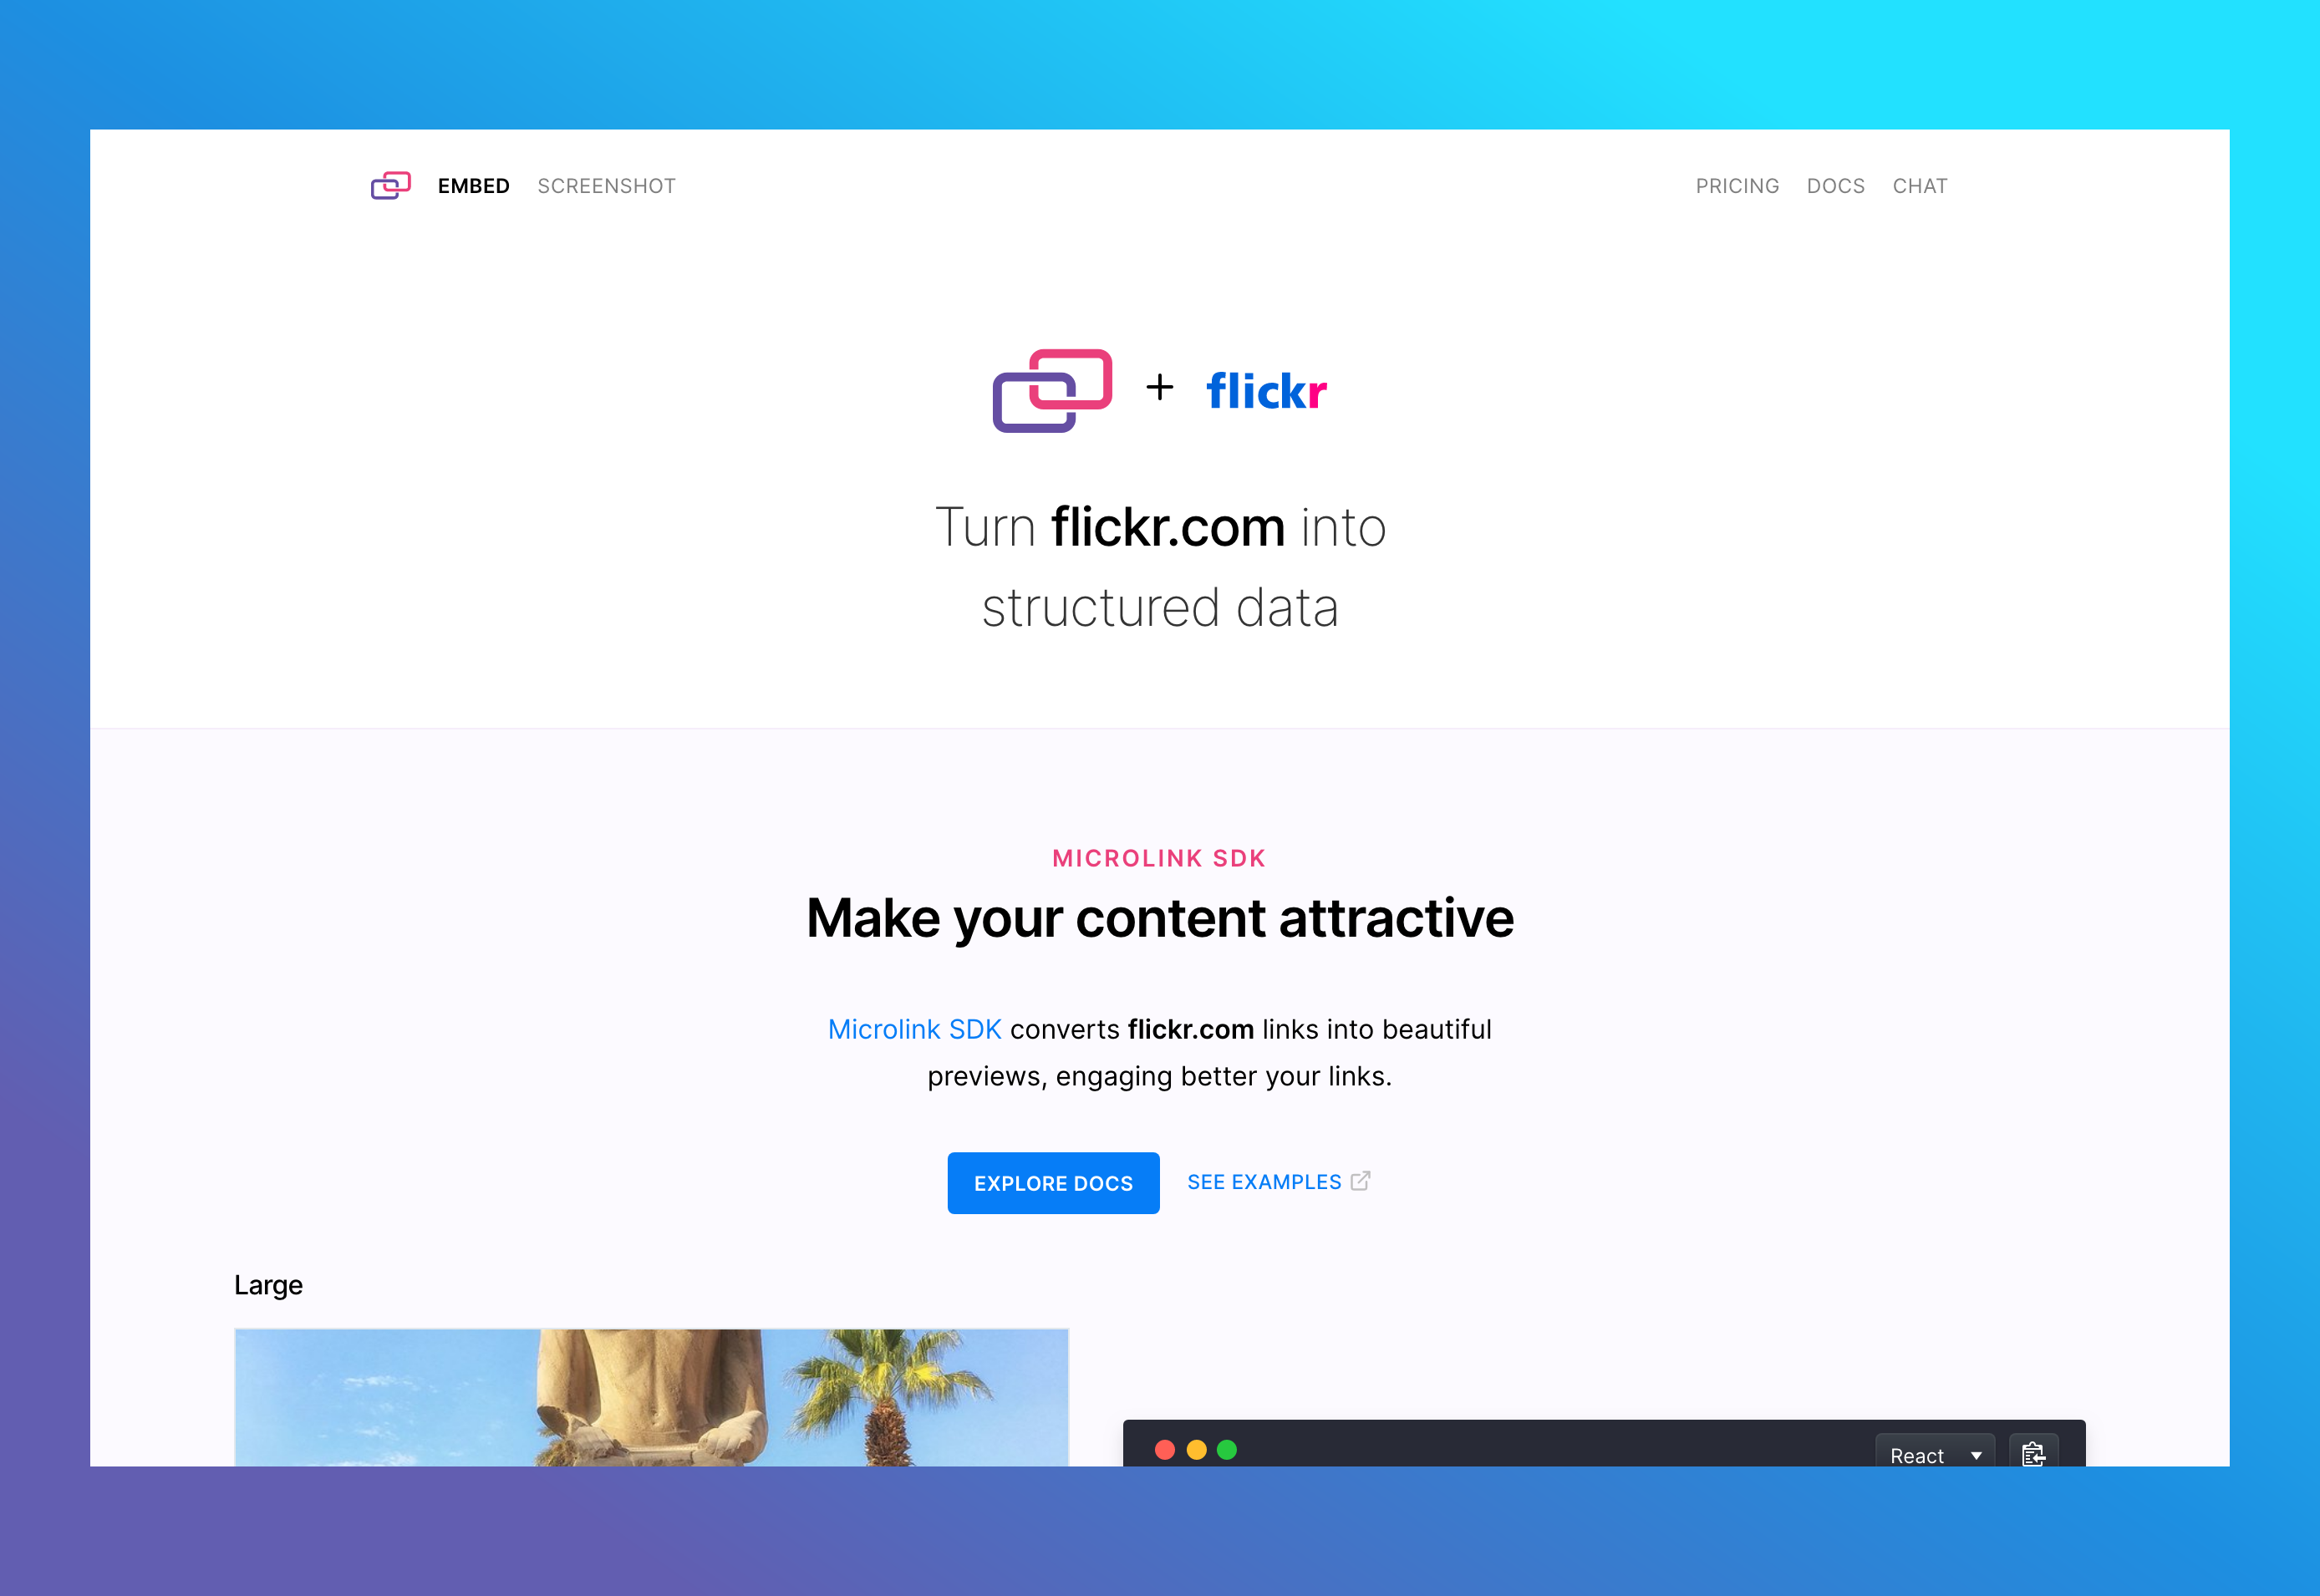 EMBED SCREENSHOT PRICING DOCS CHAT
+ flickr
Turn flickr.com into
structured data
MICROLINK SDK
Make your content attractive
Microlink SDK converts flickr.com links into beautiful
previews, engaging better your links.
EXPLORE DOCS SEE EXAMPLES
Large
React